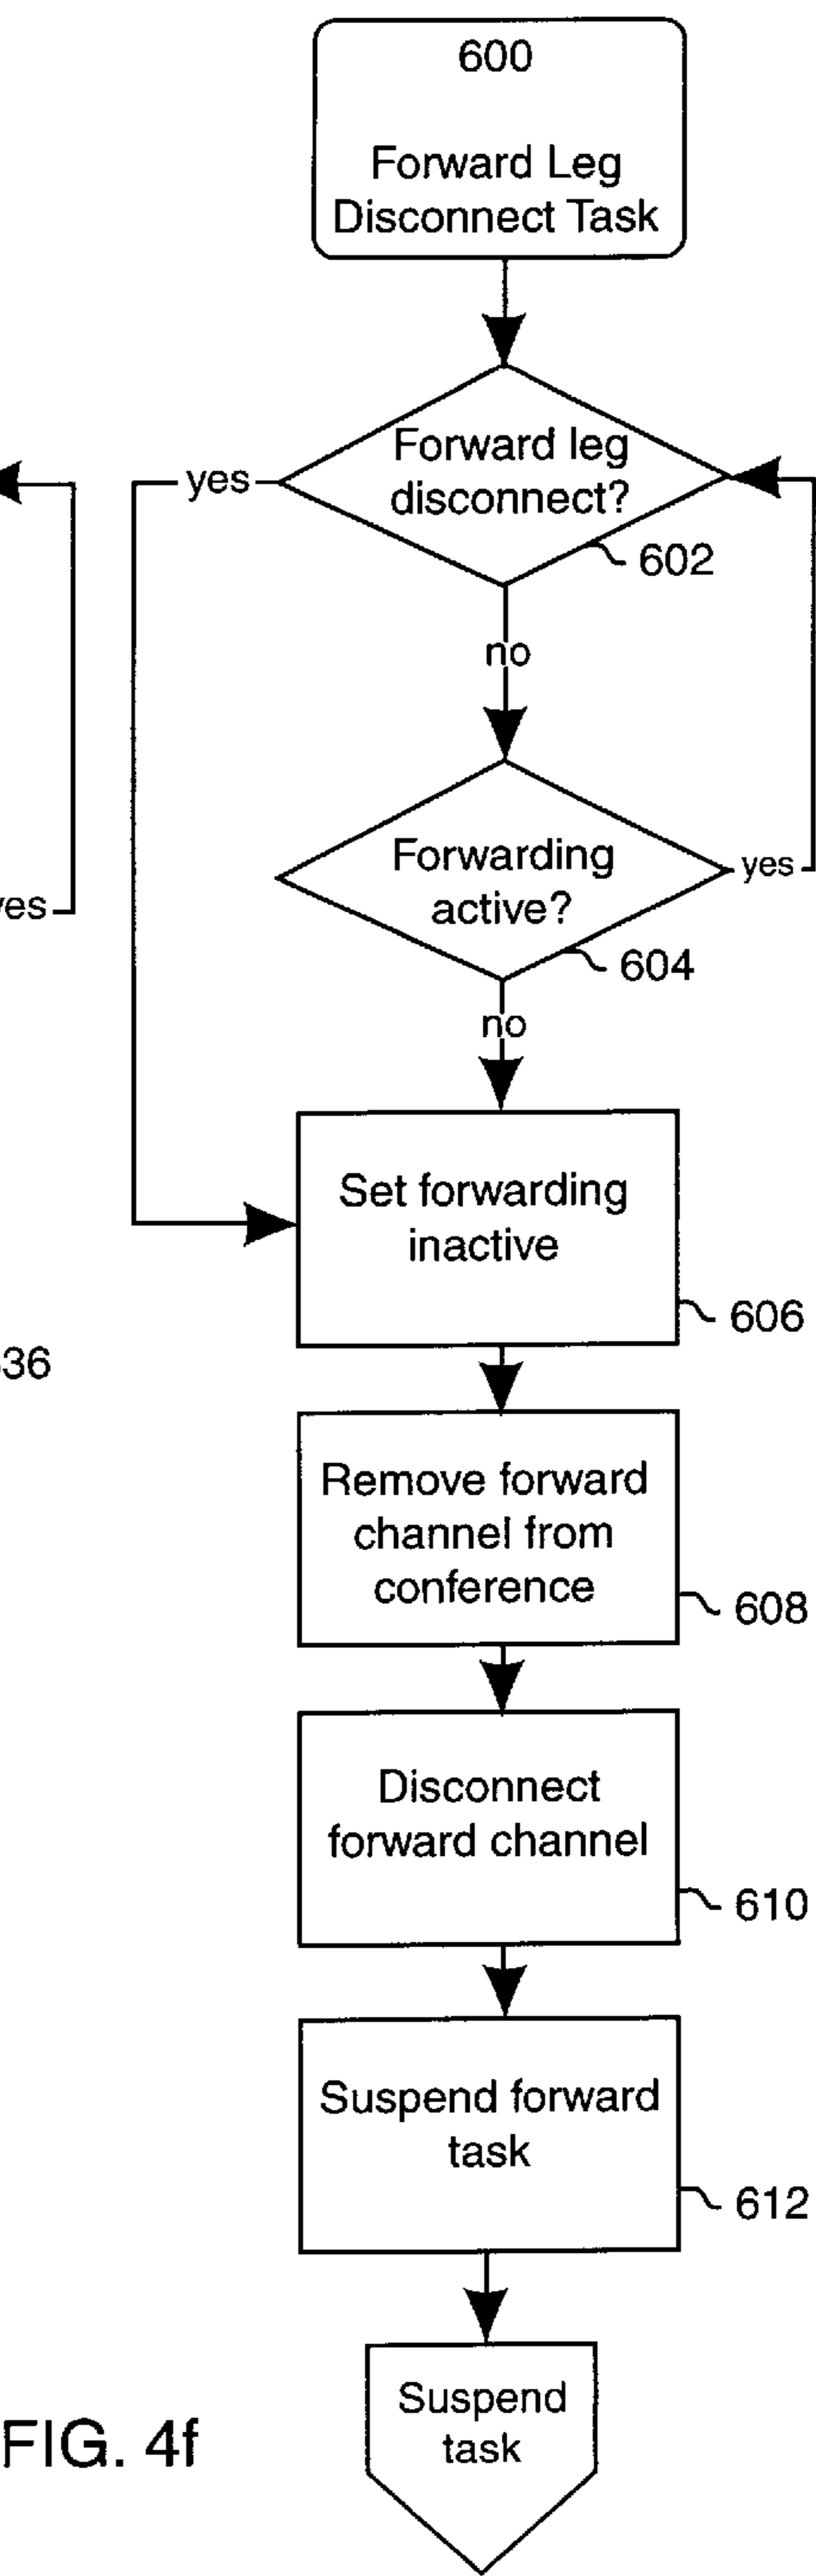 600
Forward Leg
Disconnect Task
Forward leg
disconnect?
yes
602
no
Forwarding
active?
yes
604
no
Set forwarding
inactive
606
36
Remove forward
channel from
conference
608
Disconnect
forward channel
610
Suspend forward
task
612
Suspend
task
FIG. 4f